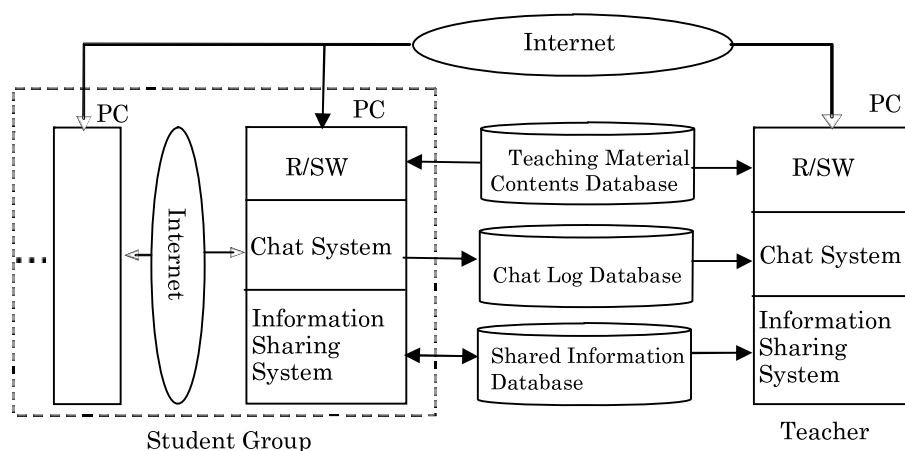 Internet
PC
PC
PC
R/SW
Teaching Material
Contents Database
R/SW
Internet
Chat System
Chat Log Database
Chat System
Information
Sharing
System
Shared Information
Database
Information
Sharing
System
Student Group
Teacher